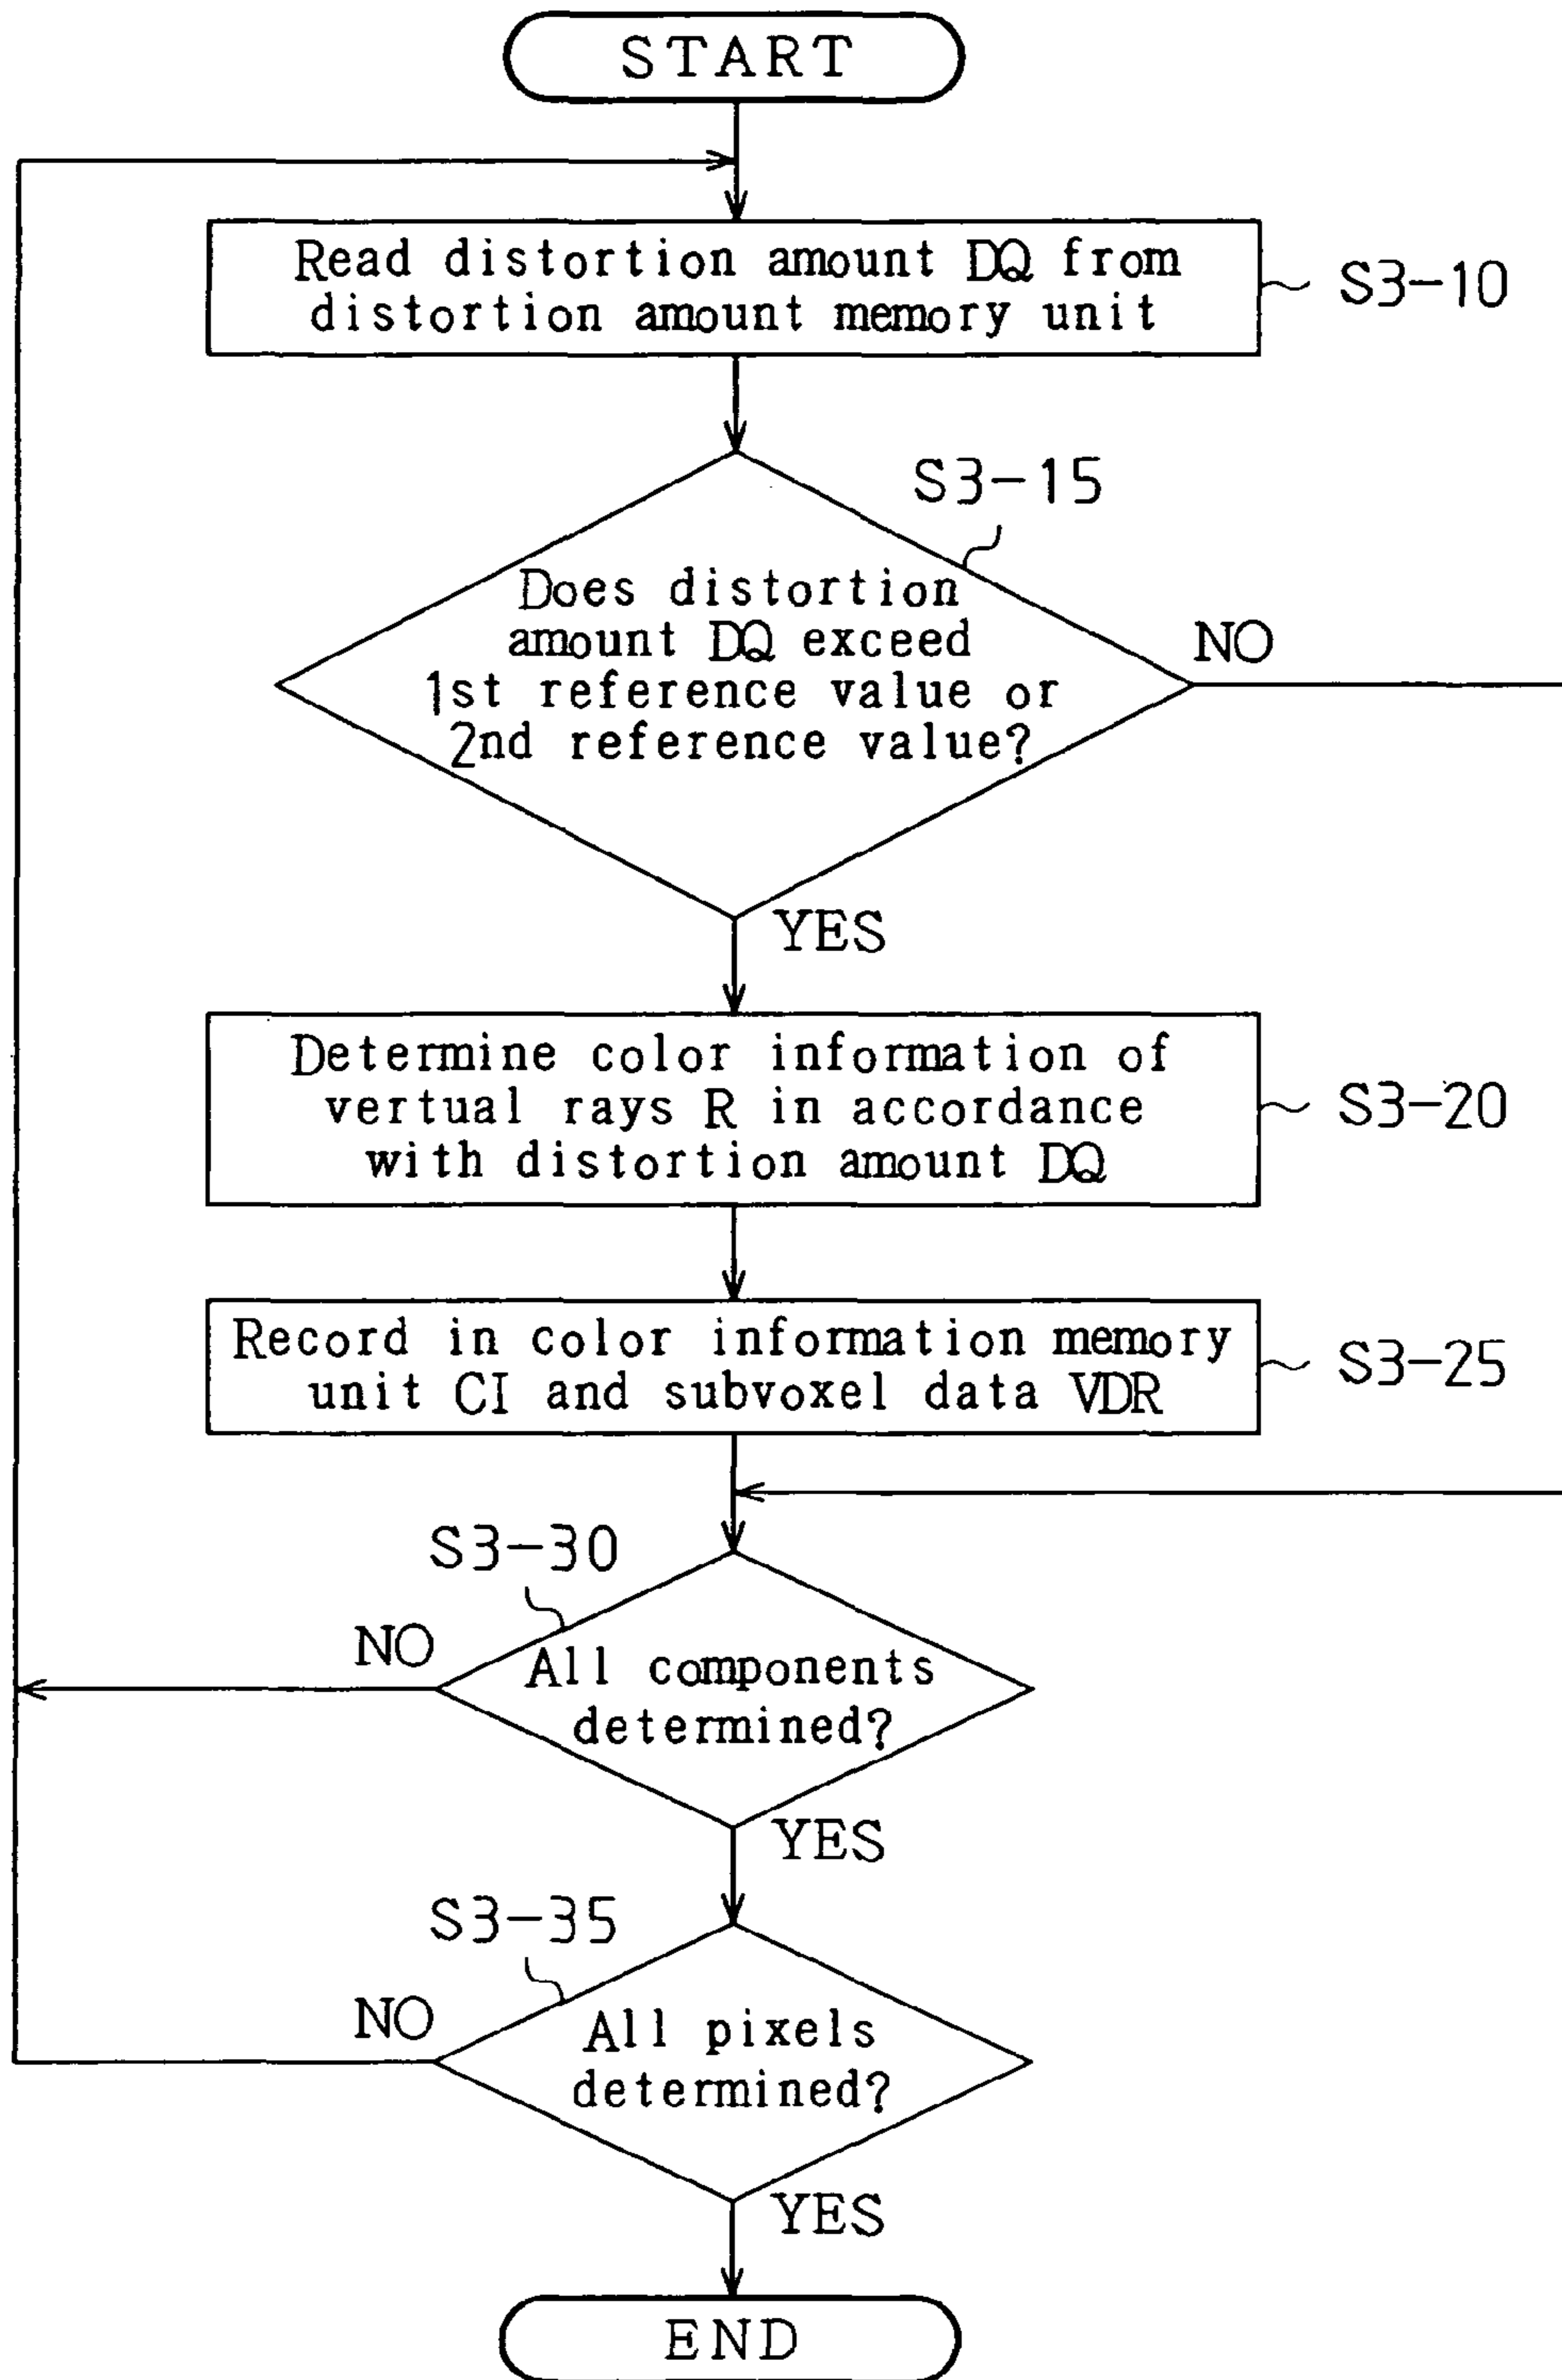 START
Read distortion amount DQ from
distortion amount memory unit
S3-10
S3-15
Does distortion
amount DQ exceed
1st reference value or
2nd reference value?
NO
YES
Determine color information of
vertual rays R in accordance
with distortion amount DQ
S3-20
Record in color information memory
unit CI and subvoxel data VDR
S3-25
S3-30
NO
All components
determined?
YES
S3-35
NO
All pixels
determined?
YES
END